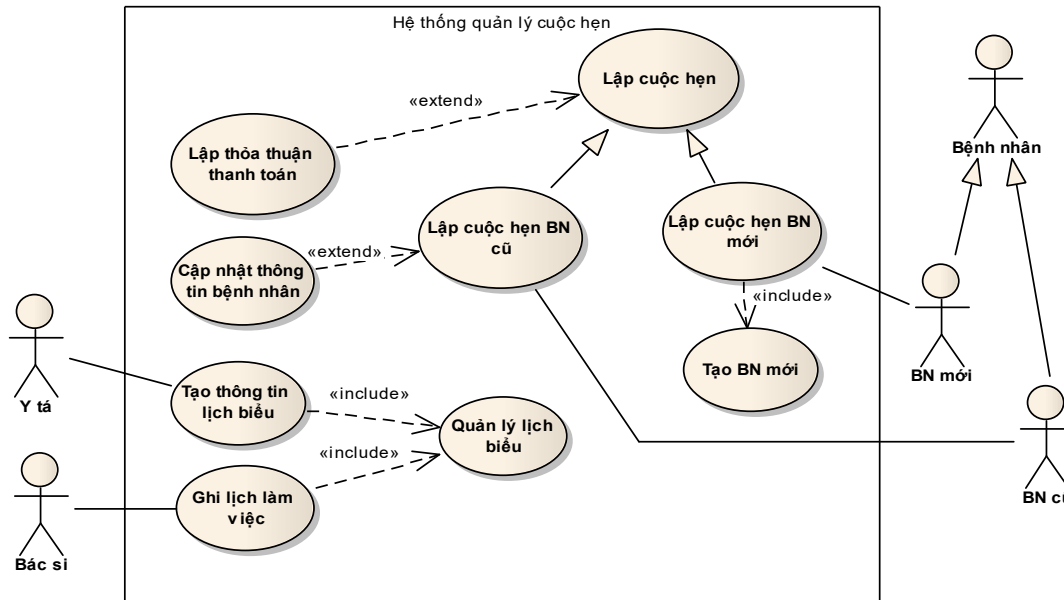 Hệ thống quản lý cuộc hẹn
Lập cuộc hẹn
«extend»
Lập thỏa thuận
thanh toán
Bệnh nhân
Lập cuộc hẹn BN
cũ
Lập cuộc hẹn BN
mới
«extend»
Cập nhật thông
tin bệnh nhân
«include»
Tạo BN mới
BN mới
Y tá
Tạo thông tin
lịch biểu
«include»
Quản lý lịch
biểu
«include»
Ghi lịch làm
việc
BN cũ
Bác si